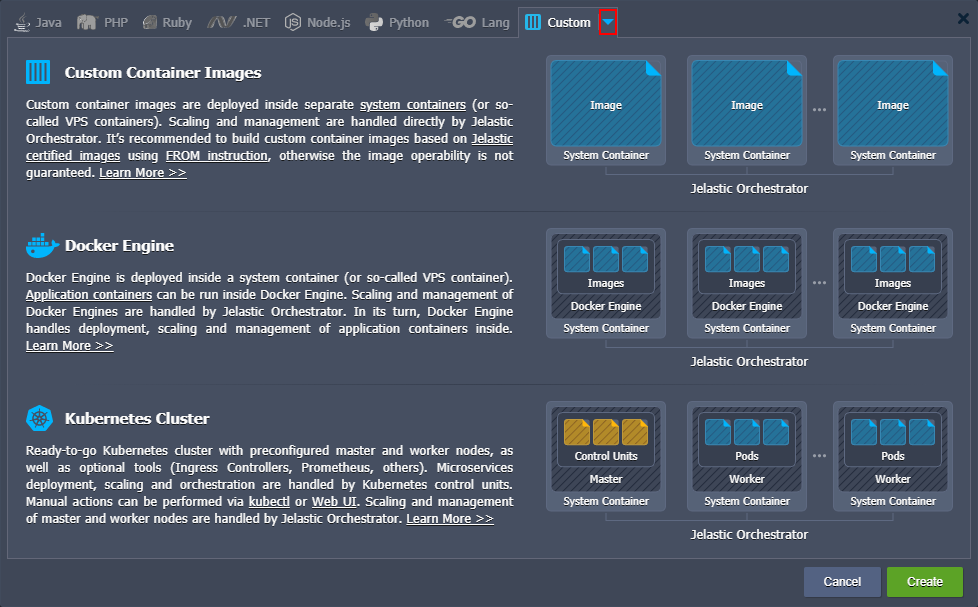 Java PHP Ruby .NET Node.js Python GO Lang Custom
Custom Container Images
Custom container images are deployed inside separate system containers (or so-
called VPS containers). Scaling and management are handled directly by Jelastic
Orchestrator. It's recommended to build custom container images based on Jelastic
certified images using FROM instruction, otherwise the image operability is not
guaranteed. Learn More >>
Image Image ... Image
System Container System Container System Container
Jelastic Orchestrator
Docker Engine
Docker Engine is deployed inside a system container (or so-called VPS container).
Application containers can be run inside Docker Engine. Scaling and management of
Docker Engines are handled by Jelastic Orchestrator. In its turn, Docker Engine
handles deployment, scaling and management of application containers inside.
Learn More >>
Images Images ... Images
Docker Engine Docker Engine Docker Engine
System Container System Container System Container
Jelastic Orchestrator
Kubernetes Cluster
Ready-to-go Kubernetes cluster with preconfigured master and worker nodes, as
well as optional tools (Ingress Controllers, Prometheus, others). Microservices
deployment, scaling and orchestration are handled by Kubernetes control units.
Manual actions can be performed via kubectl or Web UI. Scaling and management
of master and worker nodes are handled by Jelastic Orchestrator. Learn More >>
Control Units Pods ... Pods
Master Worker Worker
System Container System Container System Container
Jelastic Orchestrator
Cancel Create